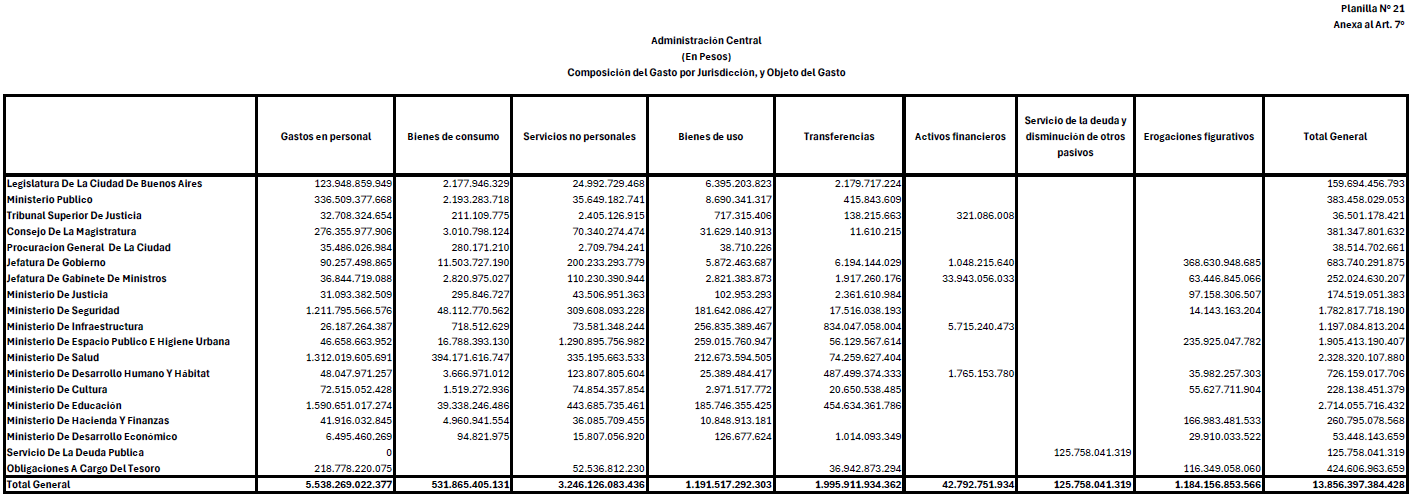 Planilla Nº 21
Anexa al Art. 7º
Administración Central
(En Pesos)
Composición del Gasto por Jurisdicción, y Objeto del Gasto
Gastos en personal Bienes de consumo Servicios no personales Bienes de uso Transferencias Activos financieros Servicio de la deuda y disminución de otros pasivos Erogaciones figurativos Total General
Legislatura De La Ciudad De Buenos Aires 123.948.859.949 2.177.946.329 24.992.729.468 6.395.203.823 2.179.717.224 159.694.456.793
Ministerio Publico 336.509.377.668 2.193.283.718 35.649.182.741 8.690.341.317 415.843.609 383.458.029.053
Tribunal Superior De Justicia 32.708.324.654 211.109.775 2.405.126.915 717.315.406 138.215.663 321.086.008 36.501.178.421
Consejo De La Magistratura 276.355.977.906 3.010.798.124 70.340.274.474 31.629.140.913 11.610.215 381.347.801.632
Procuracion General De La Ciudad 35.486.026.984 280.171.210 2.709.794.241 38.710.226 38.514.702.661
Jefatura De Gobierno 90.257.498.865 11.503.727.190 200.233.293.779 5.872.463.687 6.194.144.029 1.048.215.640 368.630.948.685 683.740.291.875
Jefatura De Gabinete De Ministros 36.844.719.088 2.820.975.027 110.230.390.944 2.821.383.873 1.917.260.176 33.943.056.033 63.446.845.066 252.024.630.207
Ministerio De Justicia 31.093.382.509 295.846.727 43.506.951.363 102.953.293 2.361.610.984 97.158.306.507 174.519.051.383
Ministerio De Seguridad 1.211.795.566.576 48.112.770.562 309.608.093.228 181.642.086.427 17.516.038.193 14.143.163.204 1.782.817.718.190
Ministerio De Infraestructura 26.187.264.387 718.512.629 73.581.348.244 256.835.389.467 834.047.058.004 5.715.240.473 1.197.084.813.204
Ministerio De Espacio Publico E Higiene Urbana 46.658.663.952 16.788.393.130 1.290.895.756.982 259.015.760.947 56.129.567.614 235.925.047.782 1.905.413.190.407
Ministerio De Salud 1.312.019.605.691 394.171.616.747 335.195.663.533 212.673.594.505 74.259.627.404 2.328.320.107.880
Ministerio De Desarrollo Humano Y Hábitat 48.047.971.257 3.666.971.012 123.807.805.604 25.389.484.417 487.499.374.333 1.765.153.780 35.982.257.303 726.159.017.706
Ministerio De Cultura 72.515.052.428 1.519.272.936 74.854.357.854 2.971.517.772 20.650.538.485 55.627.711.904 228.138.451.379
Ministerio De Educación 1.590.651.017.274 39.338.246.486 443.685.735.461 185.746.355.425 454.634.361.786 2.714.055.716.432
Ministerio De Hacienda Y Finanzas 41.916.032.845 4.960.941.554 36.085.709.455 10.848.913.181 166.983.481.533 260.795.078.568
Ministerio De Desarrollo Económico 6.495.460.269 94.821.975 15.807.056.920 126.677.624 1.014.093.349 29.910.033.522 53.448.143.659
Servicio De La Deuda Publica 0 125.758.041.319 125.758.041.319
Obligaciones A Cargo Del Tesoro 218.778.220.075 52.536.812.230 36.942.873.294 116.349.058.060 424.606.963.659
Total General 5.538.269.022.377 531.865.405.131 3.246.126.083.436 1.191.517.292.303 1.995.911.934.362 42.792.751.934 125.758.041.319 1.184.156.853.566 13.856.397.384.428